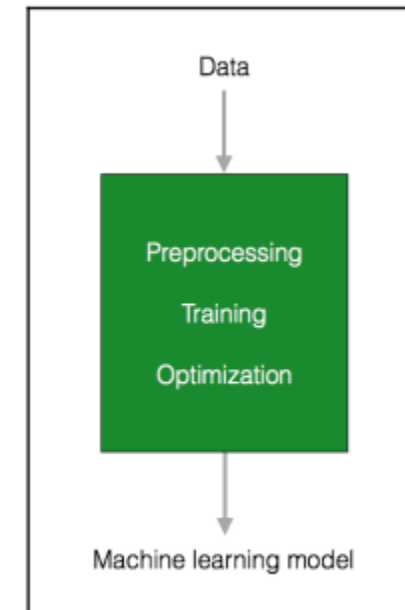 Data
Preprocessing
Training
Optimization
Machine learning model